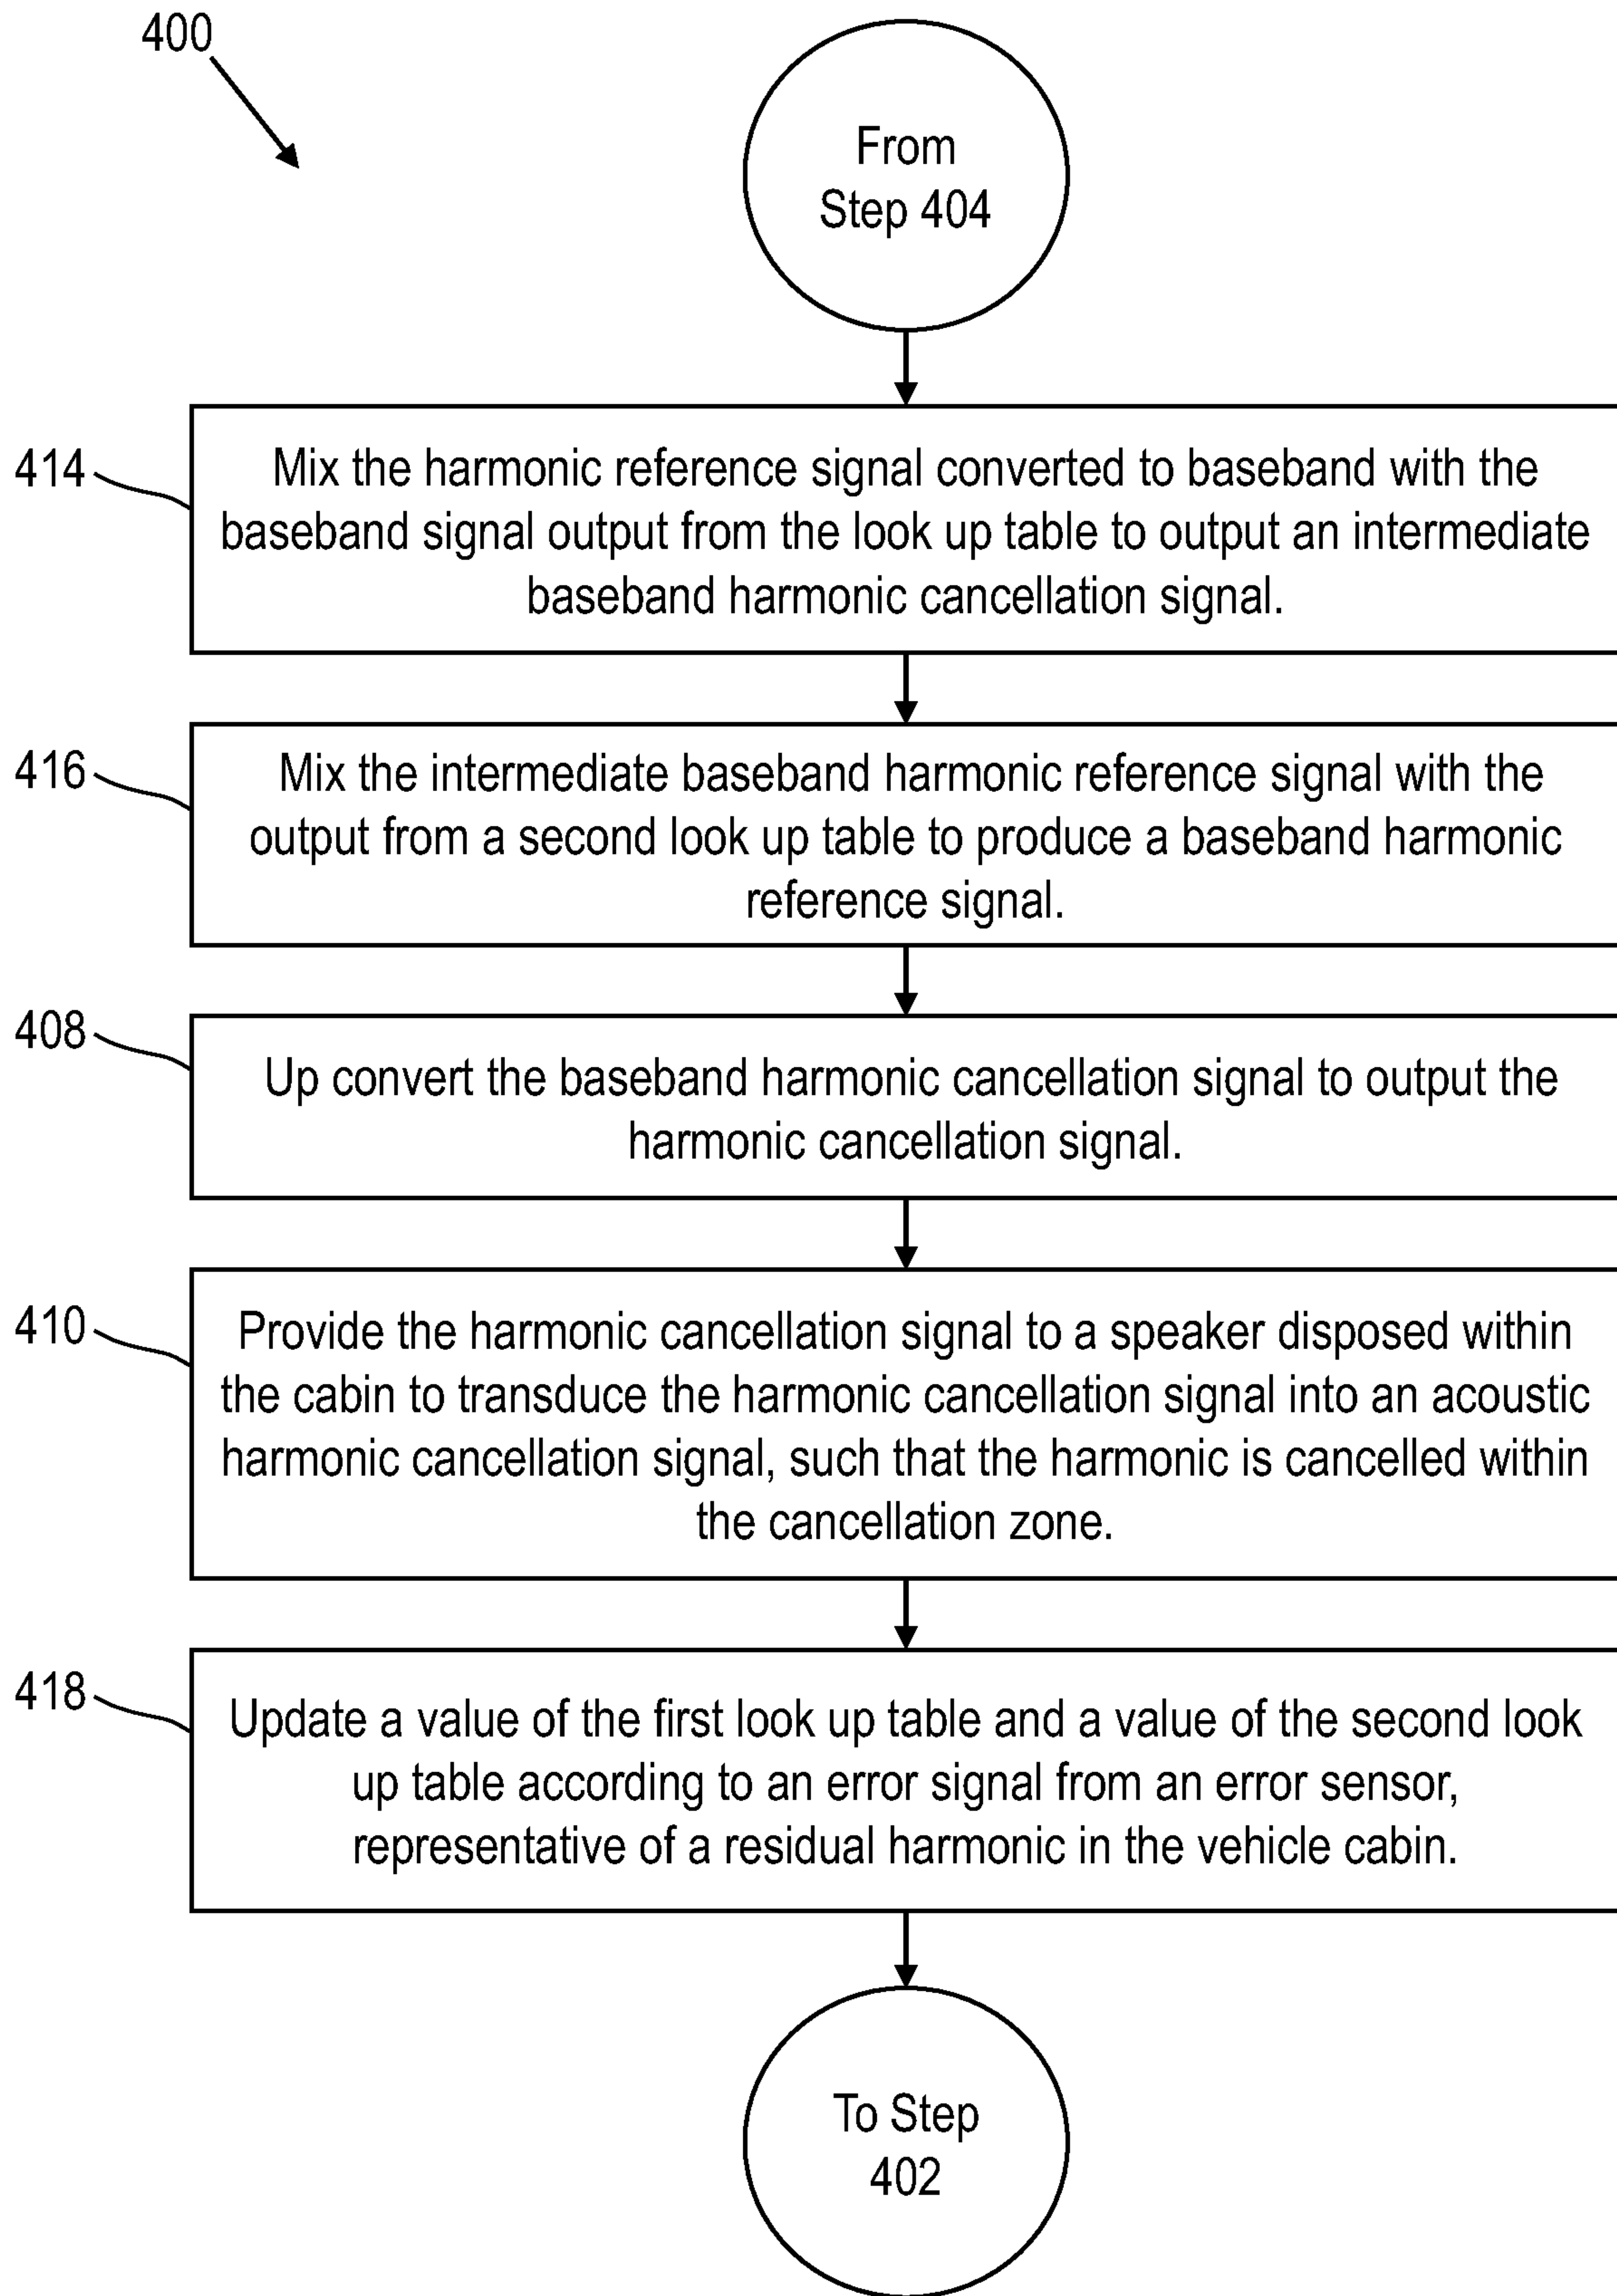 400
From
Step 404
414
Mix the harmonic reference signal converted to baseband with the
baseband signal output from the look up table to output an intermediate
baseband harmonic cancellation signal.
416
Mix the intermediate baseband harmonic reference signal with the
output from a second look up table to produce a baseband harmonic
reference signal.
408
Up convert the baseband harmonic cancellation signal to output the
harmonic cancellation signal.
410
Provide the harmonic cancellation signal to a speaker disposed within
the cabin to transduce the harmonic cancellation signal into an acoustic
harmonic cancellation signal, such that the harmonic is cancelled within
the cancellation zone.
418
Update a value of the first look up table and a value of the second look
up table according to an error signal from an error sensor,
representative of a residual harmonic in the vehicle cabin.
To Step
402